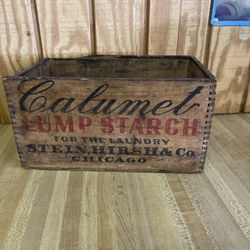 Calumet
LUMP STARCH
FOR THE LAUNDRY
STEIN, HIRSH & Co.
CHICAGO